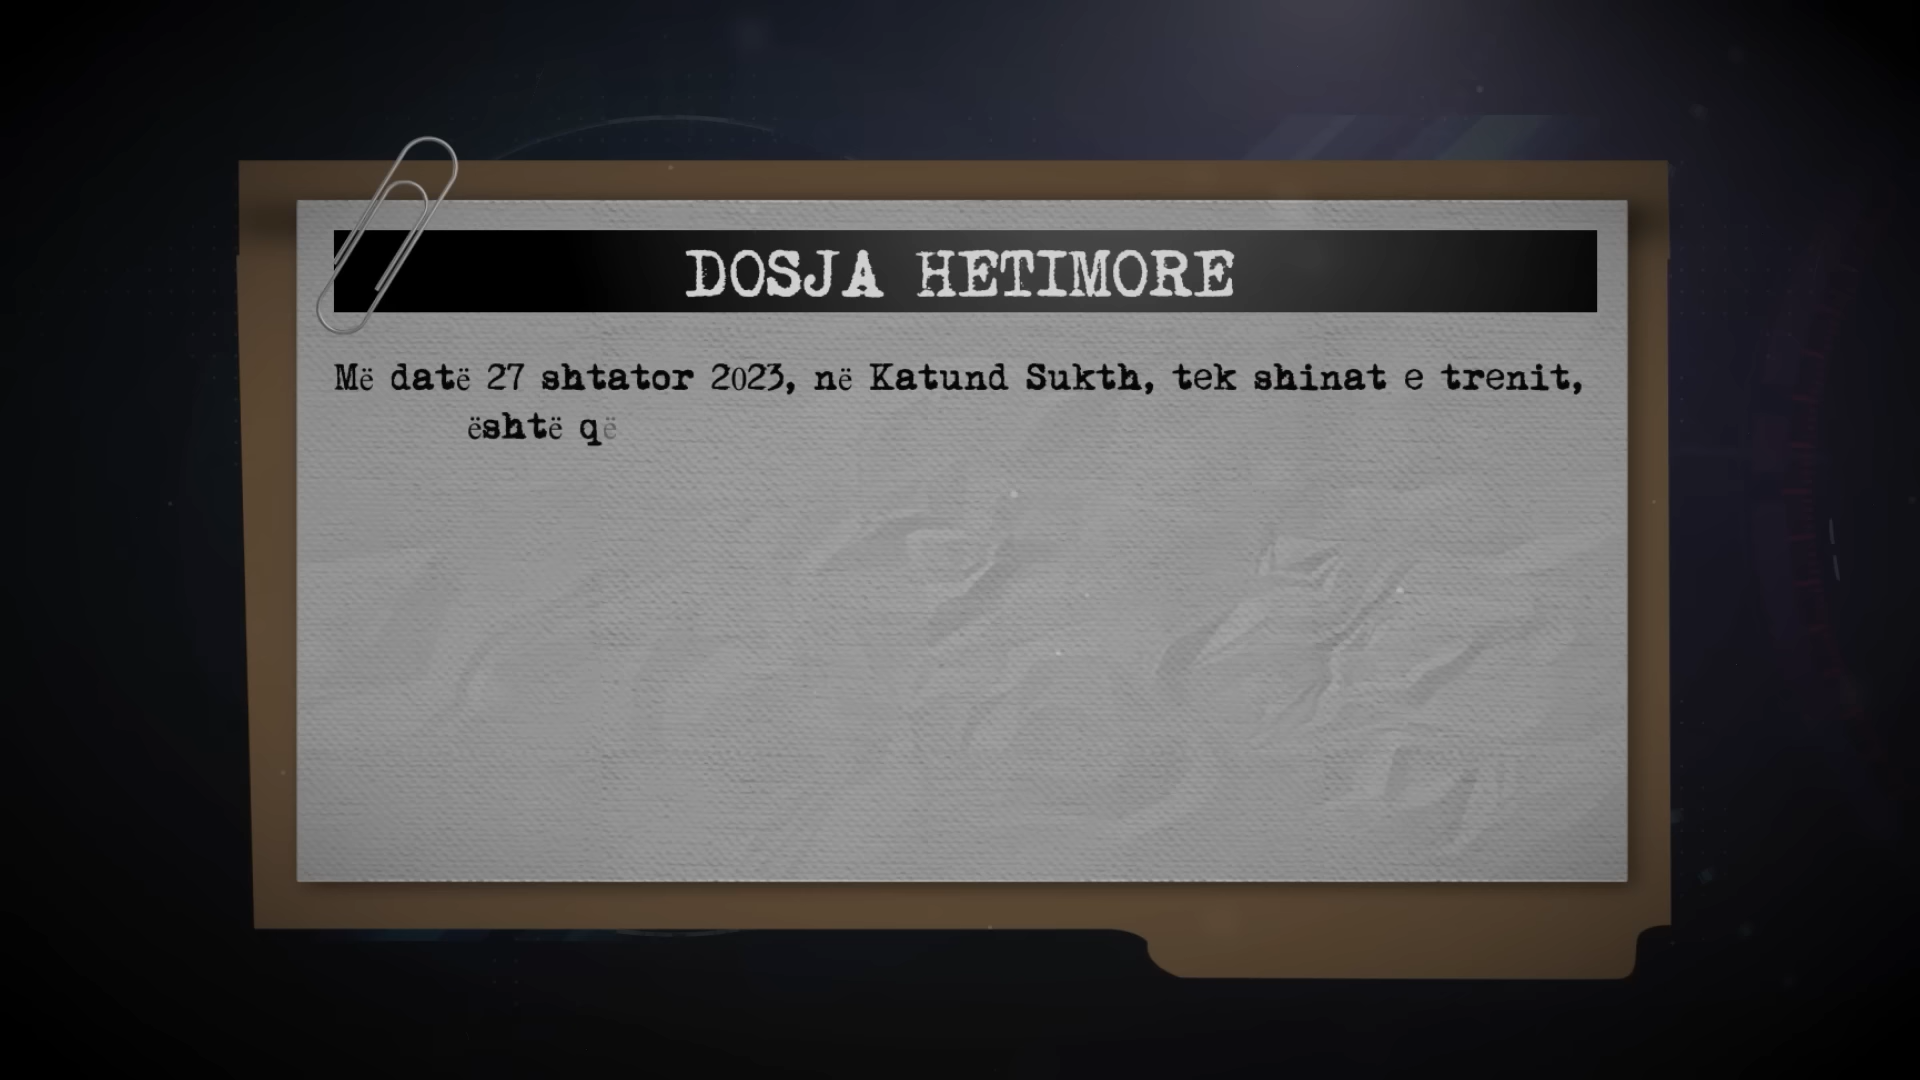 DOSJA HETIMORE
Më datë 27 shtator 2023, në Katund Sukth, tek shinat e trenit,
është që